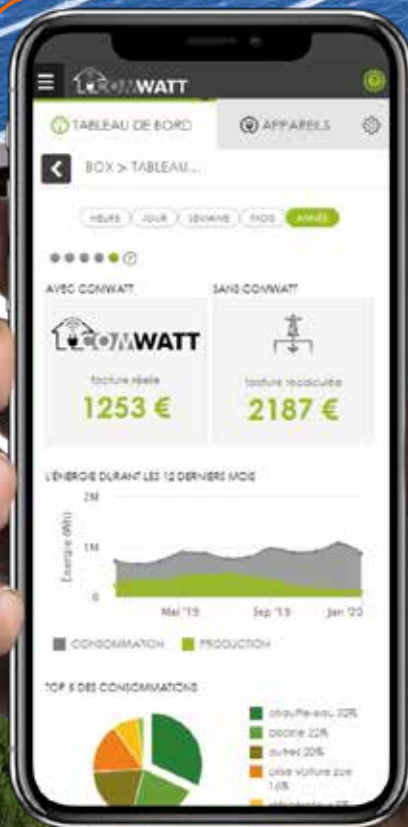 COMWATT
TABLEAU DE BORD
APPAREILS
BOX > TABLEAU...
HEURE JOUR SEMAINE MOIS ANNÉE
AVEC COMWATT SANS COMWATT
COMWATT
facture réelle facture recalculée
1253 € 2187 €
L'ÉNERGIE DURANT LES 12 DERNIERS MOIS
2M
1M
0
Energie (Wh)
Mai '19 Sep '19 Jan '20
CONSOMMATION PRODUCTION
TOP 5 DES CONSOMMATIONS
chauffe-eau 32%
piscine 22%
autres 20%
prise voiture zoe
16%